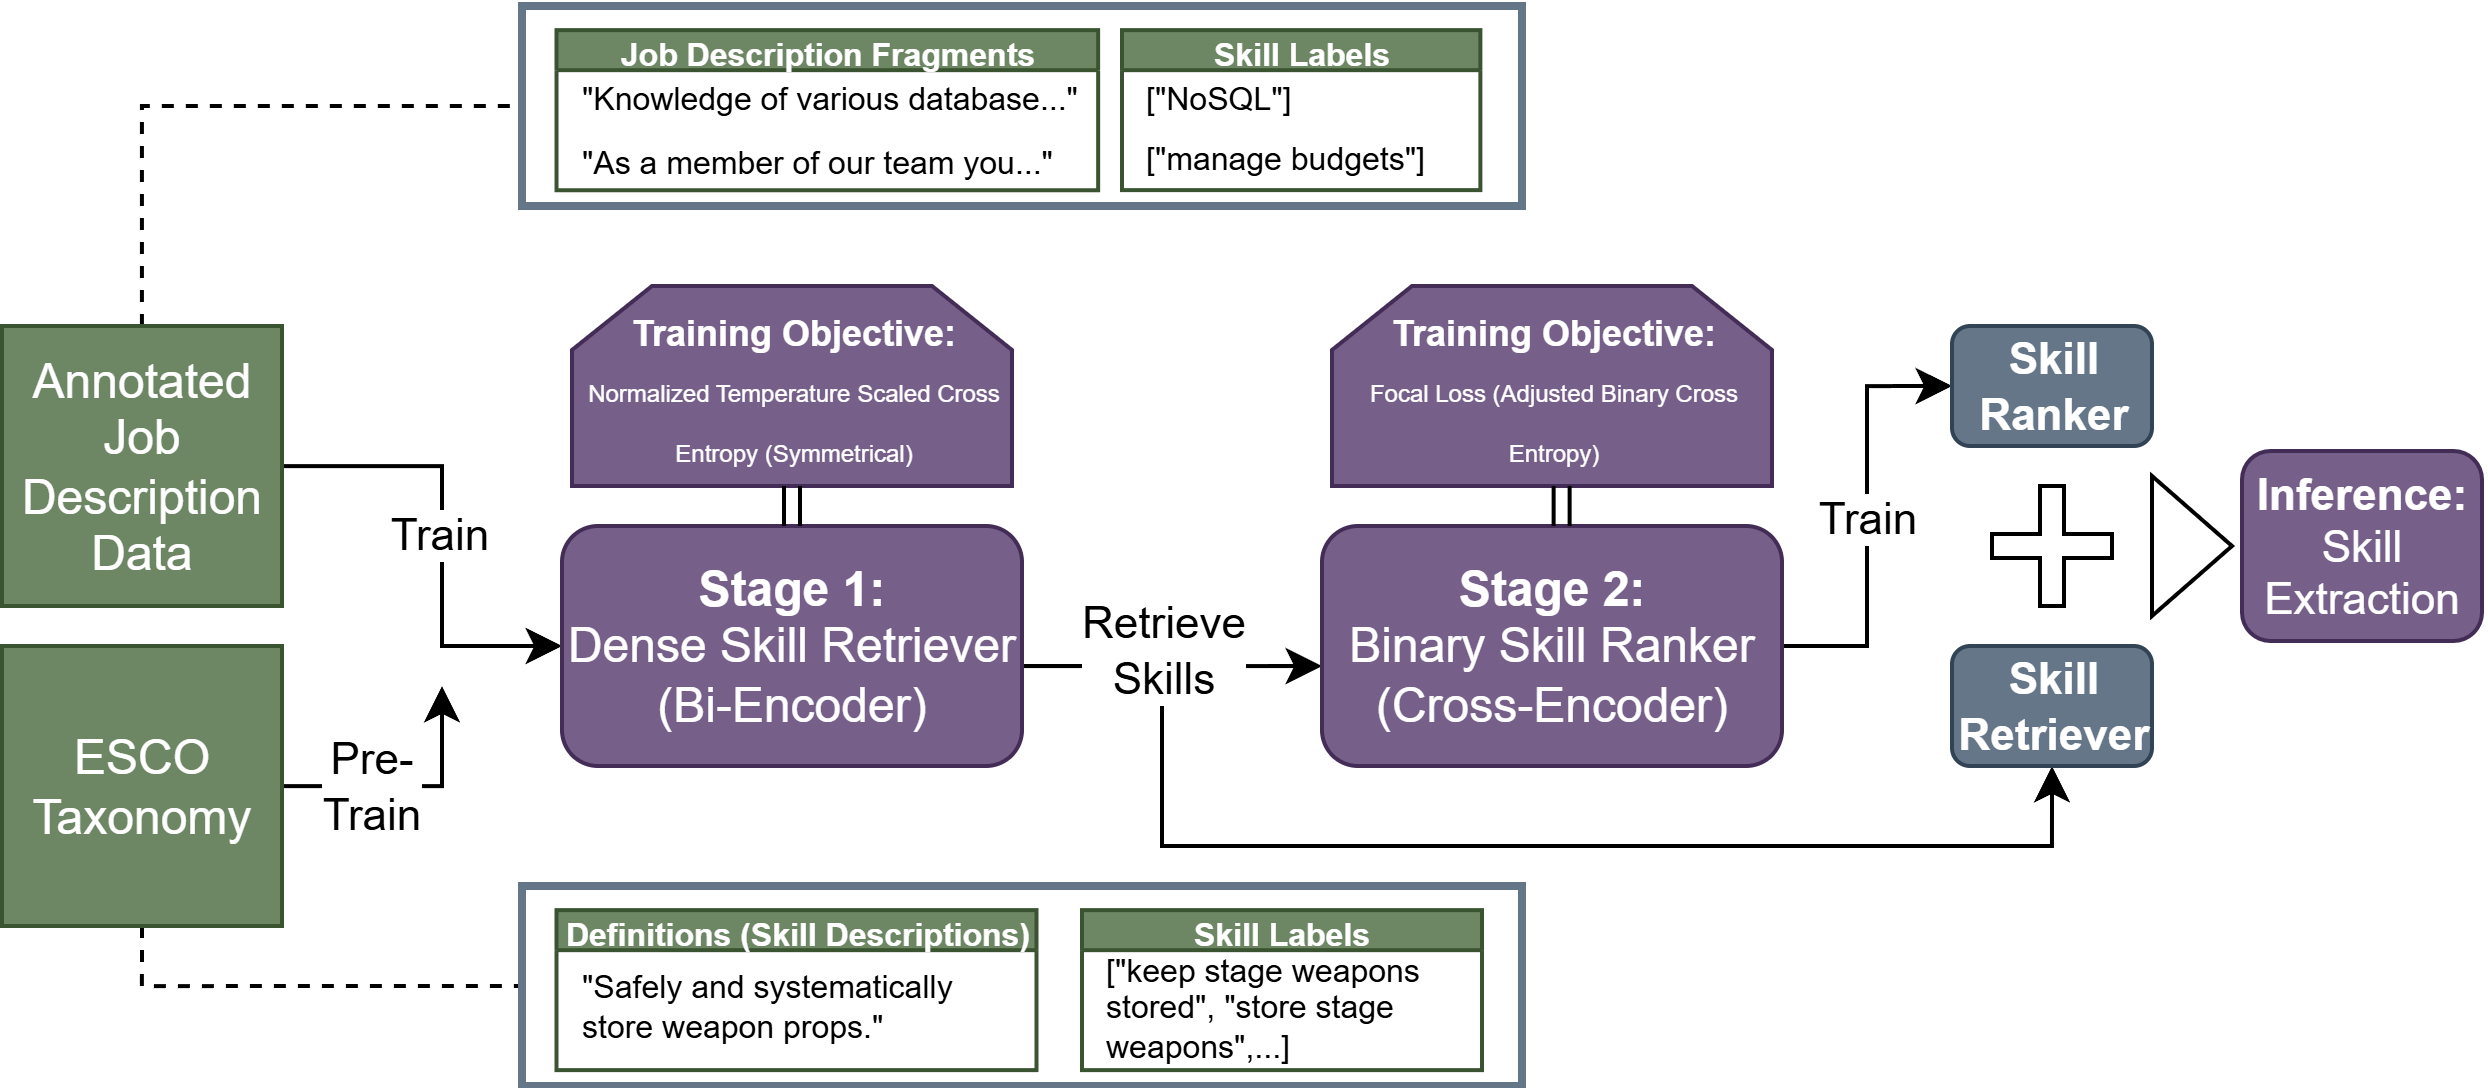 Job Description Fragments
"Knowledge of various database..."
"As a member of our team you..."
Skill Labels
["NoSQL"]
["manage budgets"]
Annotated
Job
Description
Data
Train
ESCO
Taxonomy
Pre-
Train
Training Objective:
Normalized Temperature Scaled Cross
Entropy (Symmetrical)
Stage 1:
Dense Skill Retriever
(Bi-Encoder)
Retrieve
Skills
Training Objective:
Focal Loss (Adjusted Binary Cross
Entropy)
Stage 2:
Binary Skill Ranker
(Cross-Encoder)
Train
Skill
Ranker
Skill
Retriever
Inference:
Skill
Extraction
Definitions (Skill Descriptions)
"Safely and systematically
store weapon props."
Skill Labels
["keep stage weapons
stored", "store stage
weapons",...]